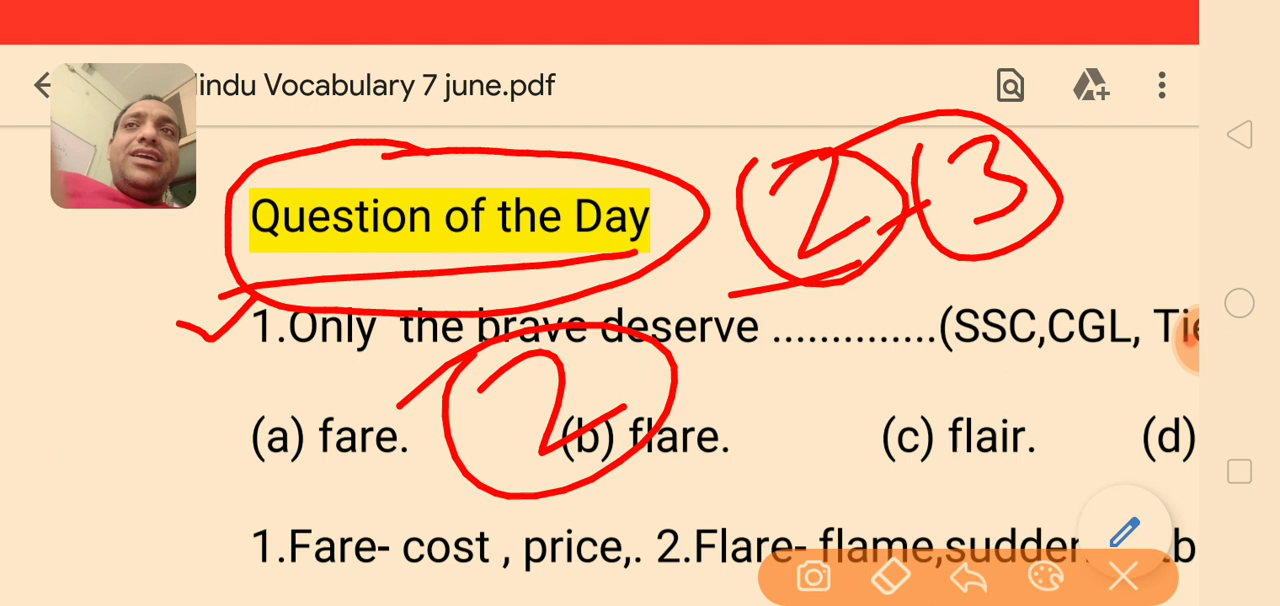 indu Vocabulary 7 june.pdf
Question of the Day 2 + 3
1.Only the brave deserve ..............(SSC,CGL, Tie
2
(a) fare. (b) flare. (c) flair. (d)
1.Fare- cost , price,. 2.Flare- flame,sudden